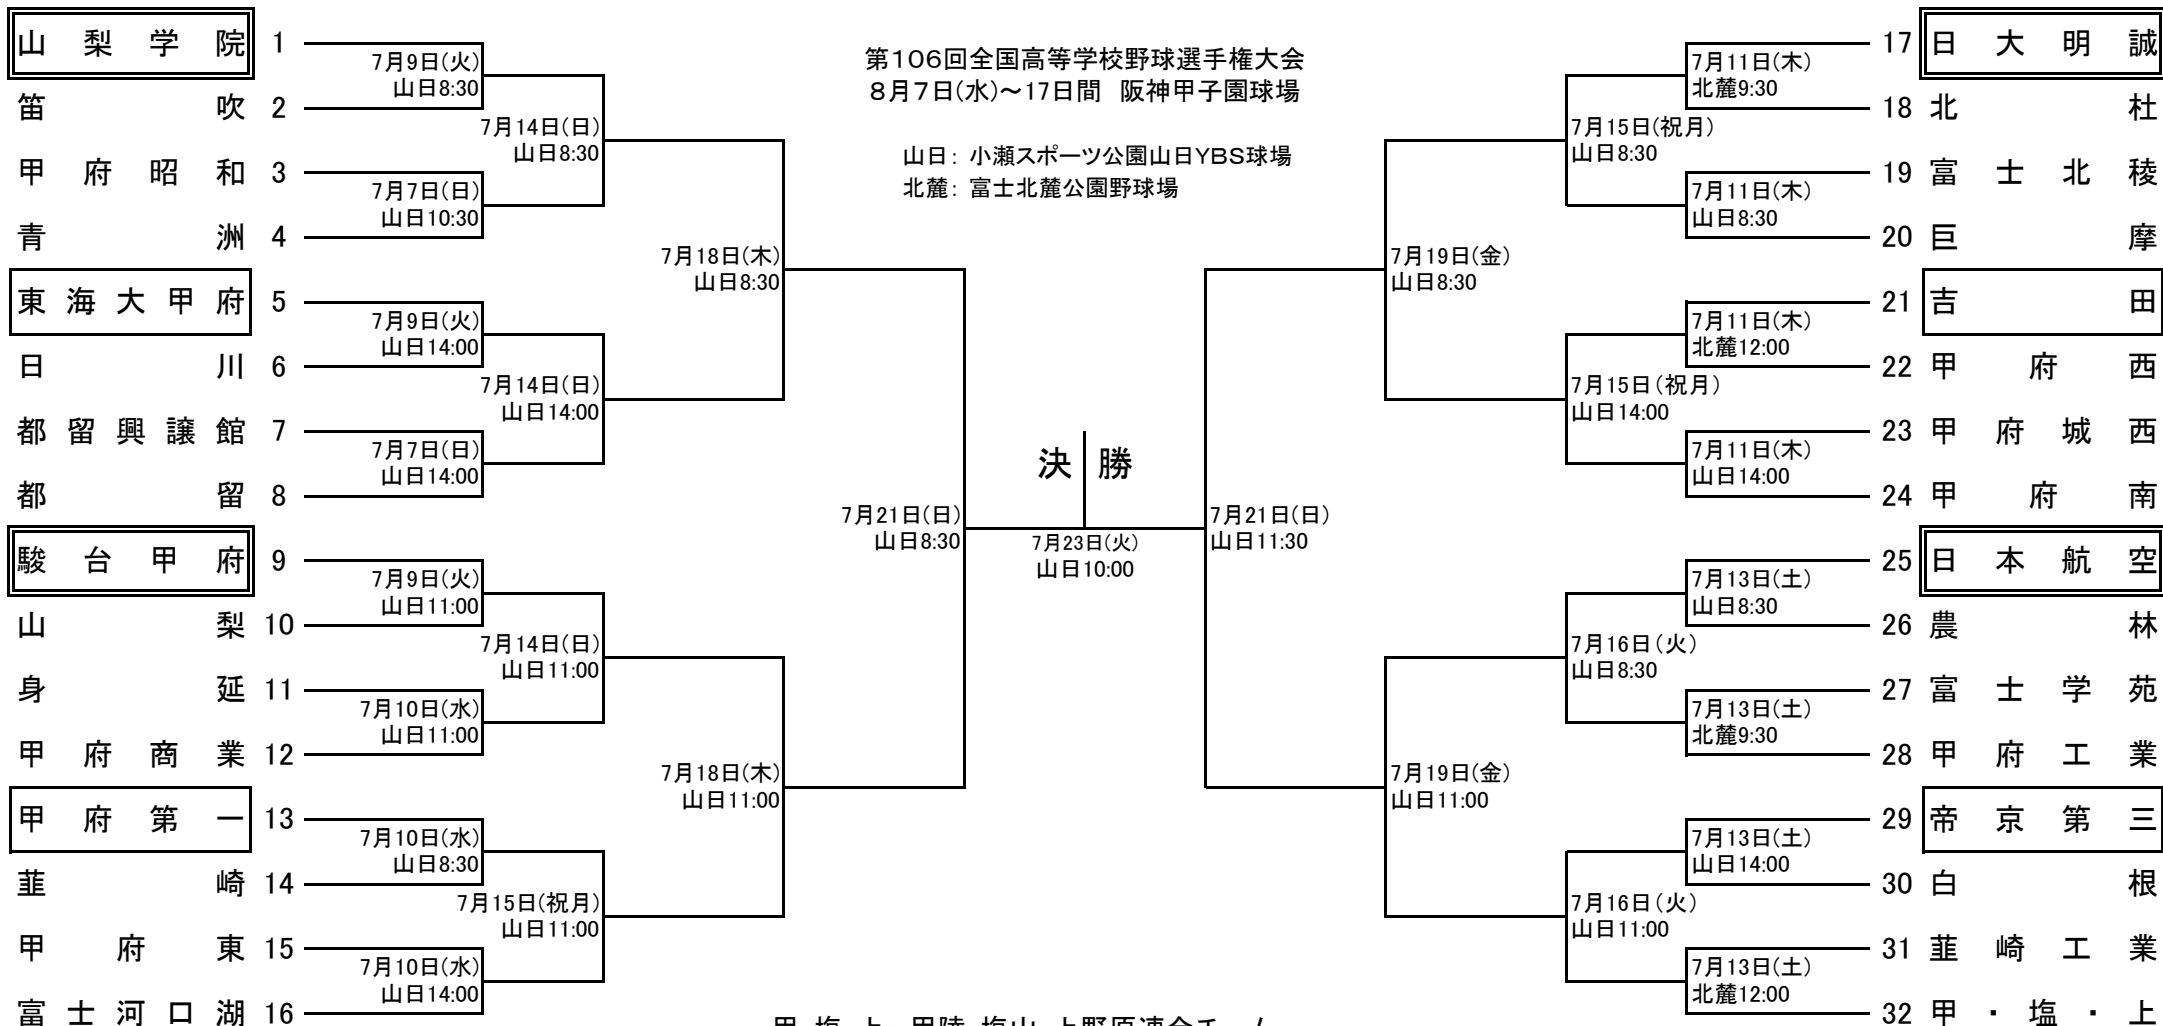 第106回全国高等学校野球選手権大会
8月7日(水)～17日間 阪神甲子園球場
山日: 小瀬スポーツ公園山日YBS球場
北麓: 富士北麓公園野球場
山梨学院 1
7月9日(火)
山日8:30
笛吹 2
7月14日(日)
山日8:30
甲府昭和 3
7月7日(日)
山日10:30
青洲 4
7月18日(木)
山日8:30
東海大甲府 5
7月9日(火)
山日14:00
日川 6
7月14日(日)
山日14:00
都留興譲館 7
7月7日(日)
山日14:00
都留 8
7月21日(日)
山日8:30
駿台甲府 9
7月9日(火)
山日11:00
山梨 10
7月14日(日)
山日11:00
身延 11
7月10日(水)
山日11:00
甲府商業 12
7月18日(木)
山日11:00
甲府第一 13
7月10日(水)
山日8:30
韮崎 14
7月15日(祝月)
山日11:00
甲府東 15
7月10日(水)
山日14:00
富士河口湖 16
決勝
7月23日(火)
山日10:00
17 日大明誠
7月11日(木)
北麓9:30
18 北杜
7月15日(祝月)
山日8:30
19 富士北稜
7月11日(木)
山日8:30
20 巨摩
7月19日(金)
山日8:30
21 吉田
7月11日(木)
北麓12:00
22 甲府西
7月15日(祝月)
山日14:00
23 甲府城西
7月11日(木)
山日14:00
24 甲府南
7月21日(日)
山日11:30
25 日本航空
7月13日(土)
山日8:30
26 農林
7月16日(火)
山日8:30
27 富士学苑
7月13日(土)
北麓9:30
28 甲府工業
7月19日(金)
山日11:00
29 帝京第三
7月13日(土)
山日14:00
30 白根
7月16日(火)
山日11:00
31 韮崎工業
7月13日(土)
北麓12:00
32 甲・塩・上